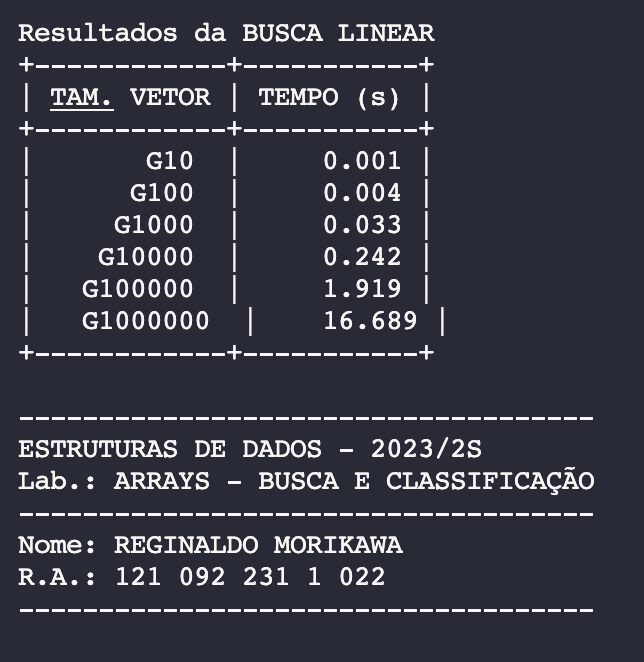 Resultados da BUSCA LINEAR
+------------+-----------+
| TAM. VETOR | TEMPO (s) |
+------------+-----------+
|       G10  |     0.001 |
|      G100  |     0.004 |
|     G1000  |     0.033 |
|    G10000  |     0.242 |
|   G100000  |     1.919 |
|   G1000000  |    16.689 |
+------------+-----------+
------------------------------------
ESTRUTURAS DE DADOS - 2023/2S
Lab.: ARRAYS - BUSCA E CLASSIFICAÇÃO
------------------------------------
Nome: REGINALDO MORIKAWA
R.A.: 121 092 231 1 022
------------------------------------